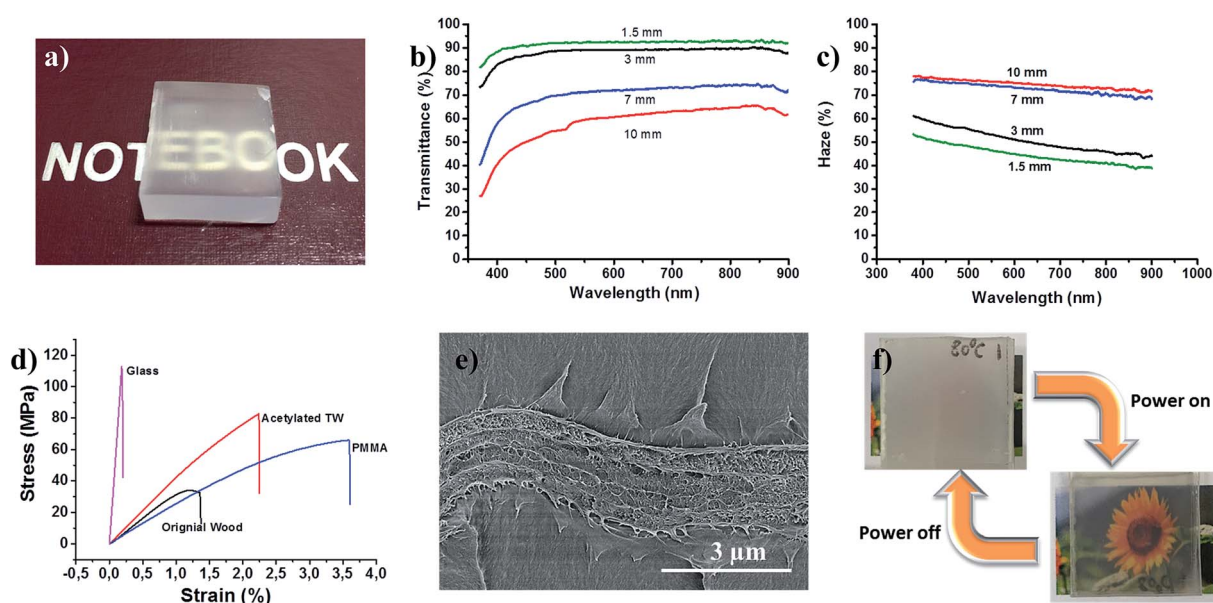 a)
NOTEBOOK
b)
100
90
80
70
60
50
40
30
20
10
0
Transmittance (%)
1.5 mm
3 mm
7 mm
10 mm
400 500 600 700 800 900
Wavelength (nm)
c)
100
90
80
70
60
50
40
30
20
10
0
Haze (%)
10 mm
7 mm
3 mm
1.5 mm
300 400 500 600 700 800 900 1000
Wavelength (nm)
d)
120
100
80
60
40
20
0
Stress (MPa)
Glass
Acetylated TW
PMMA
Orignial Wood
-0,5 0,0 0,5 1,0 1,5 2,0 2,5 3,0 3,5 4,0
Strain (%)
e)
3 µm
f)
Power on
Power off